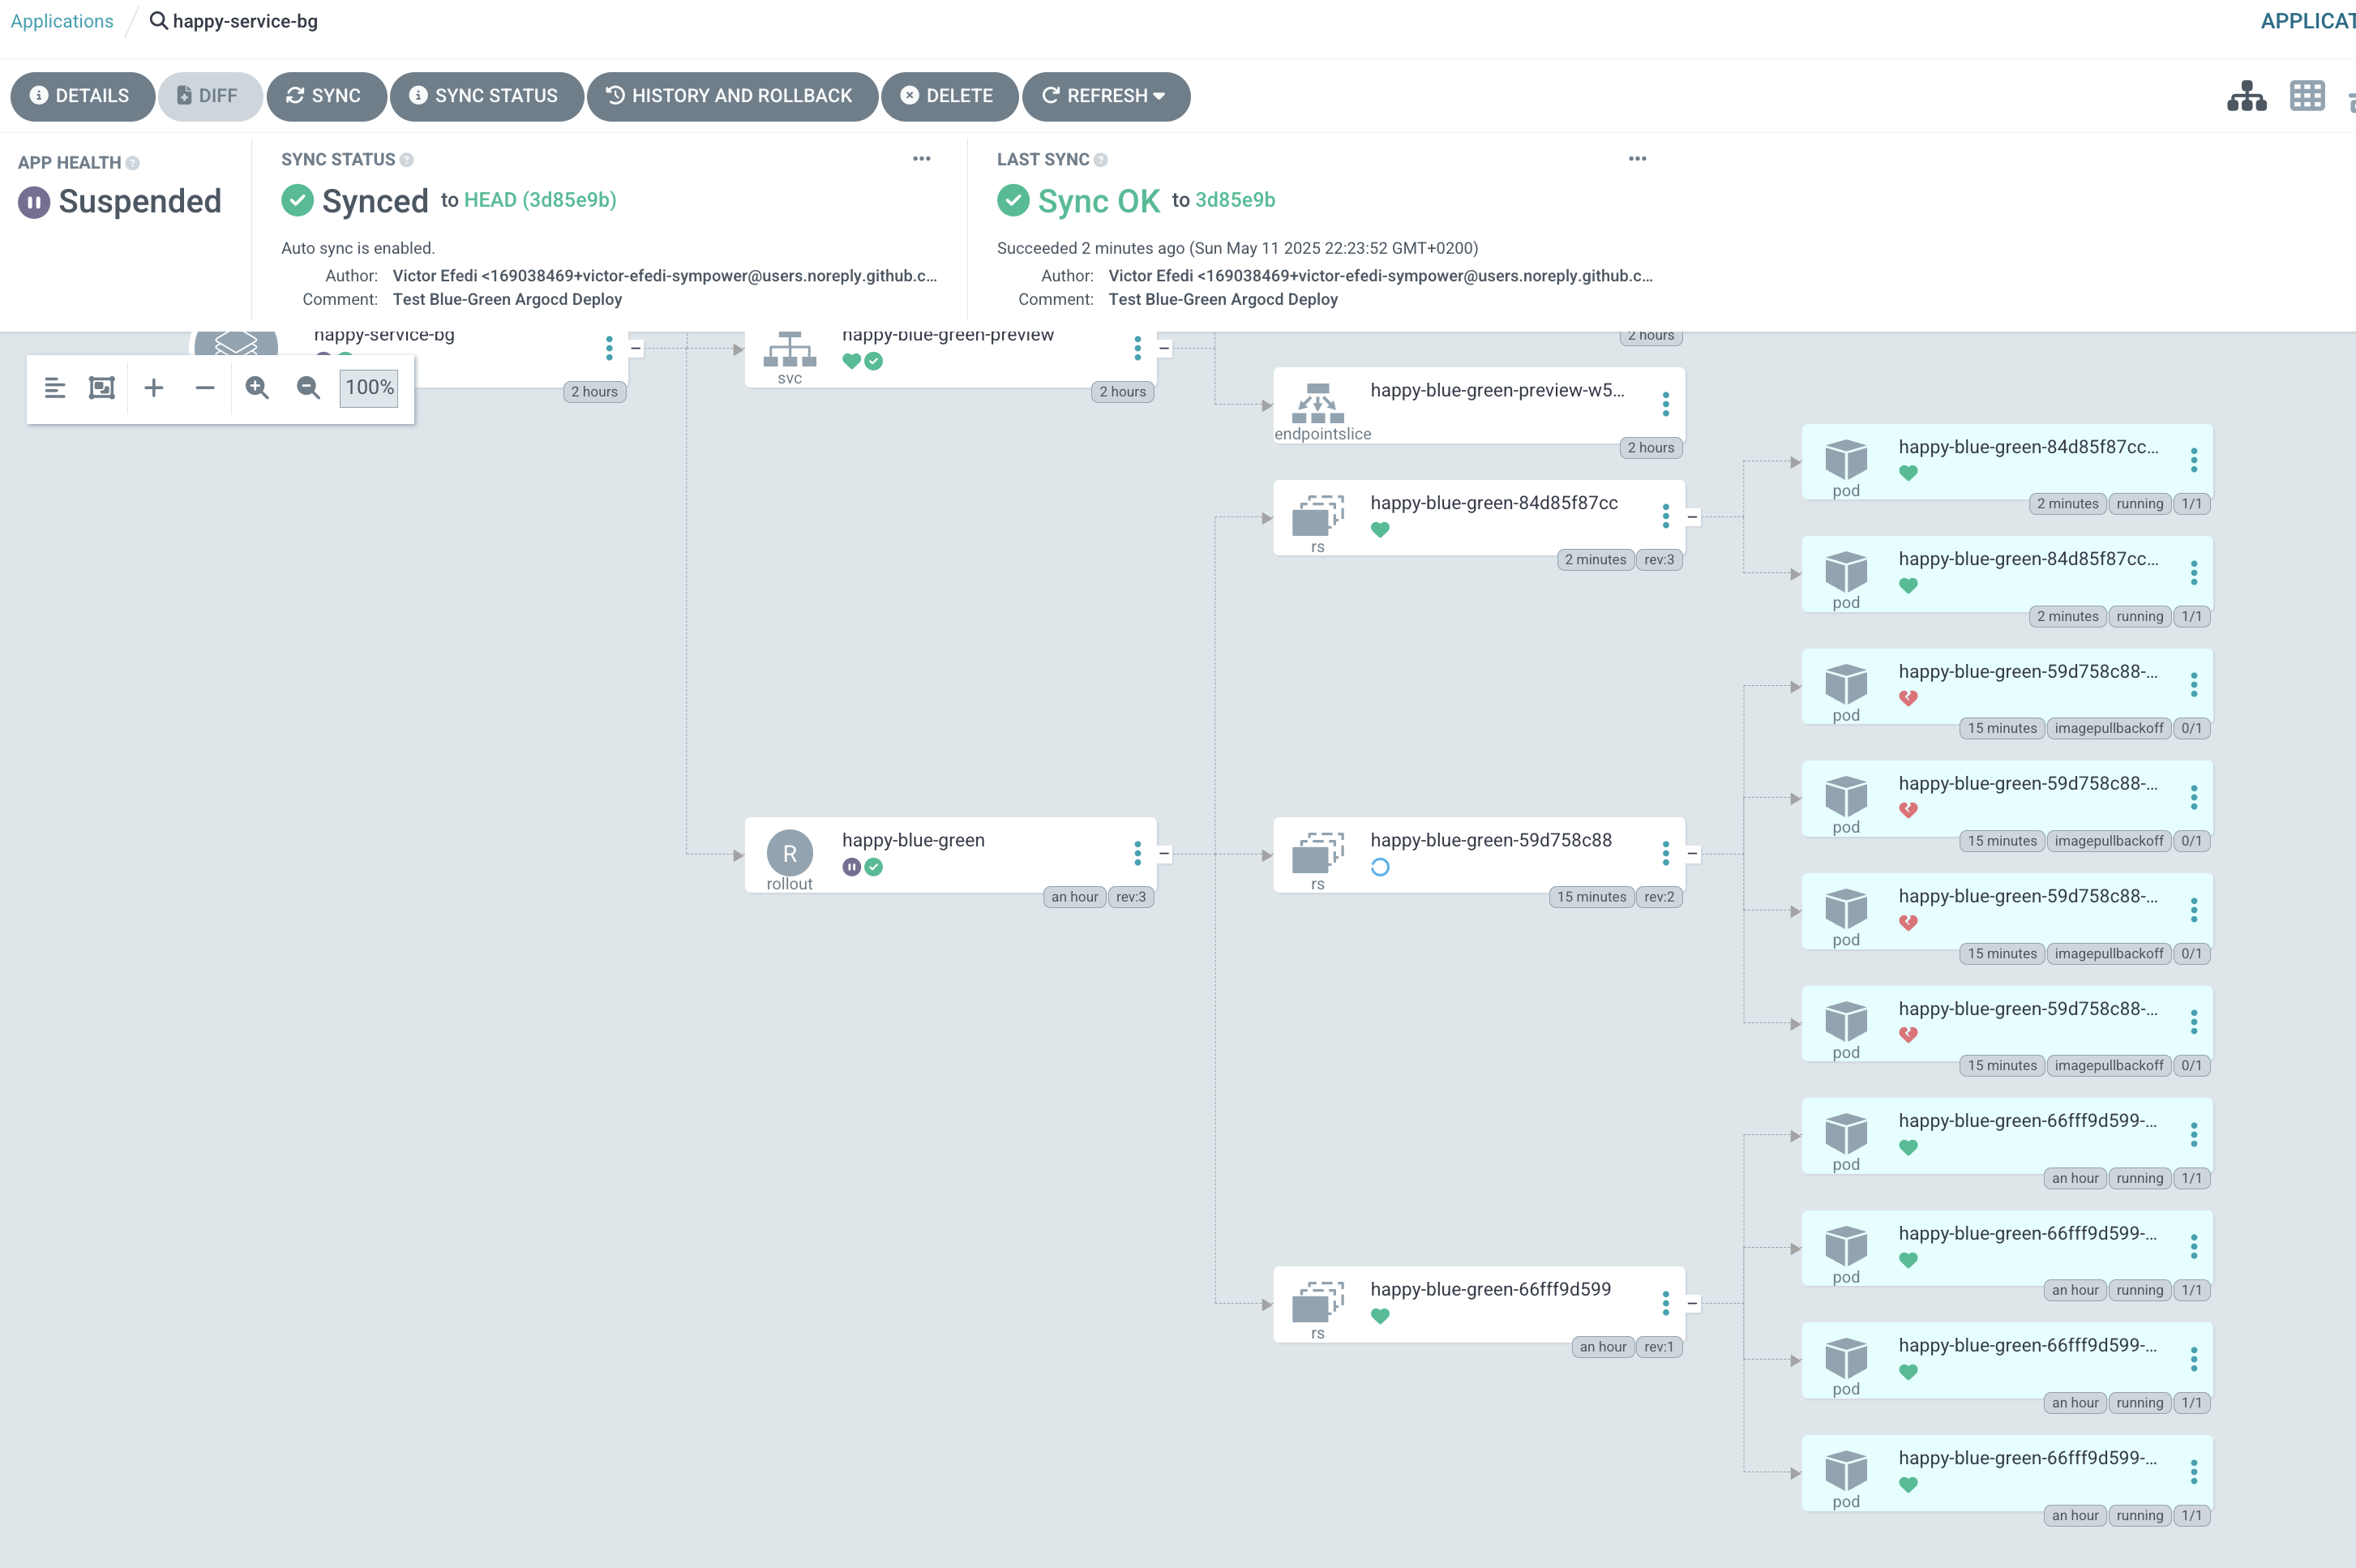 Applications / happy-service-bg
APPLICAT
DETAILS DIFF SYNC SYNC STATUS HISTORY AND ROLLBACK DELETE REFRESH
APP HEALTH
Suspended
SYNC STATUS
Synced to HEAD (3d85e9b)
Auto sync is enabled.
Author: Victor Efedi <169038469+victor-efedi-sympower@users.noreply.github.c...
Comment: Test Blue-Green Argocd Deploy
LAST SYNC
Sync OK to 3d85e9b
Succeeded 2 minutes ago (Sun May 11 2025 22:23:52 GMT+0200)
Author: Victor Efedi <169038469+victor-efedi-sympower@users.noreply.github.c...
Comment: Test Blue-Green Argocd Deploy
100%
happy-service-bg
2 hours
happy-blue-green-preview
svc
2 hours
2 hours
happy-blue-green-preview-w5...
endpointslice
2 hours
happy-blue-green-84d85f87cc
rs
2 minutes rev:3
happy-blue-green-84d85f87cc...
pod
2 minutes running 1/1
happy-blue-green-84d85f87cc...
pod
2 minutes running 1/1
R
rollout
happy-blue-green
an hour rev:3
happy-blue-green-59d758c88
rs
15 minutes rev:2
happy-blue-green-59d758c88-...
pod
15 minutes imagepullbackoff 0/1
happy-blue-green-59d758c88-...
pod
15 minutes imagepullbackoff 0/1
happy-blue-green-59d758c88-...
pod
15 minutes imagepullbackoff 0/1
happy-blue-green-59d758c88-...
pod
15 minutes imagepullbackoff 0/1
happy-blue-green-66fff9d599
rs
an hour rev:1
happy-blue-green-66fff9d599-...
pod
an hour running 1/1
happy-blue-green-66fff9d599-...
pod
an hour running 1/1
happy-blue-green-66fff9d599-...
pod
an hour running 1/1
happy-blue-green-66fff9d599-...
pod
an hour running 1/1